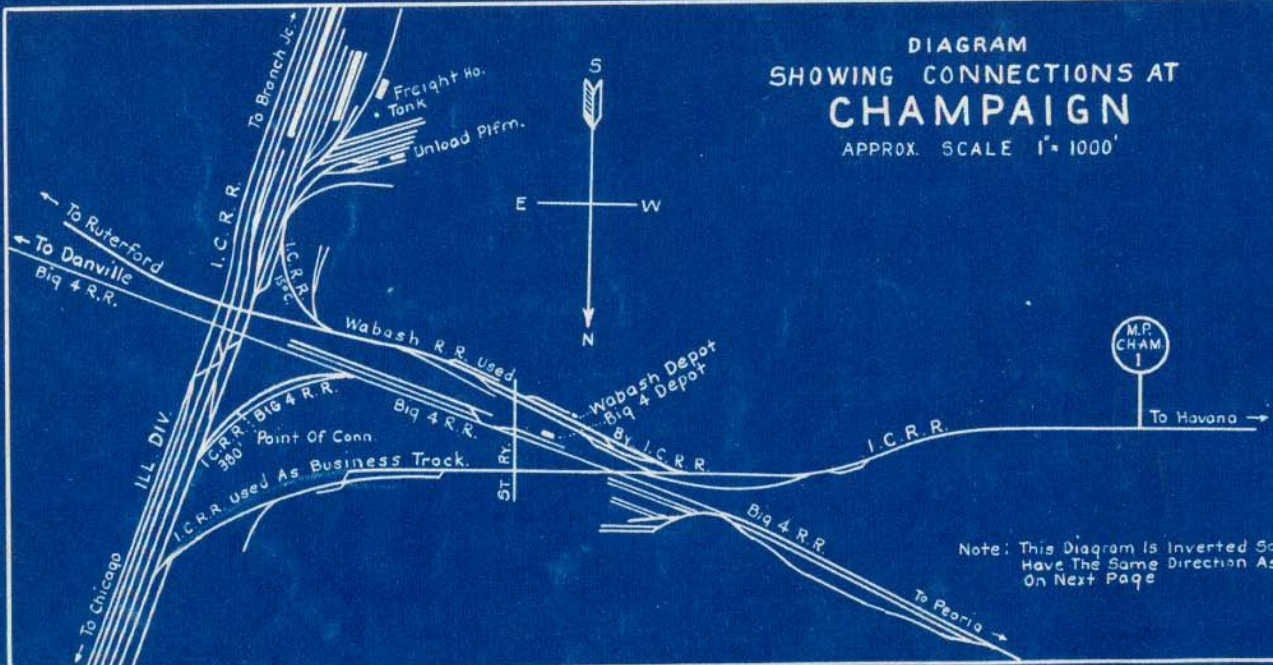 DIAGRAM
SHOWING CONNECTIONS AT
CHAMPAIGN
APPROX. SCALE 1"= 1000'
S
E
W
N
To Branch Jc.
Freight Ho.
Tank
Unload Plfm.
I.C.R.R.
To Ruterford
To Danville
Big 4 R.R.
I.C.R.R.
15°C.
Wabash R.R. Used
By I.C.R.R.
Wabash Depot
Big 4 Depot
Big 4 R.R.
BIG 4 R.R.
I.C.R.R.
380'
Point Of Conn.
ILL. DIV.
I.C.R.R. Used As Business Track.
ST. RY.
I.C.R.R.
M.P.
CHAM.
1
To Havana
Big 4 R.R.
To Peoria
To Chicago
Note: This Diagram Is Inverted So
Have The Same Direction As
On Next Page